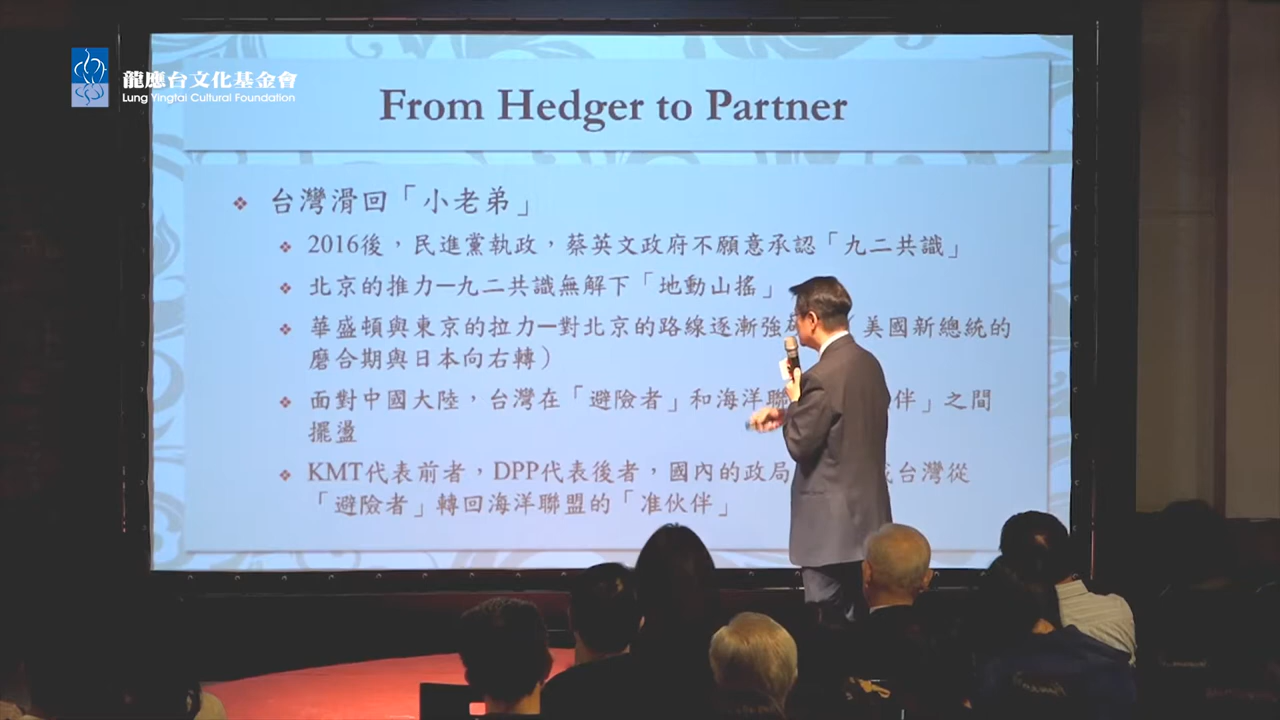 龍應台文化基金會
Lung Yingtai Cultural Foundation
From Hedger to Partner
台灣滑回「小老弟」
2016後，民進黨執政，蔡英文政府不願意承認「九二共識」
北京的推力—九二共識無解下「地動山搖」
華盛頓與東京的拉力—對北京的路線逐漸強 （美國新總統的
磨合期與日本向右轉）
面對中國大陸，台灣在「避險者」和海洋聯 伴」之間
擺盪
KMT代表前者，DPP代表後者，國內的政局 台灣從
「避險者」轉回海洋聯盟的「准伙伴」